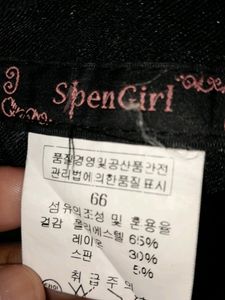 SpenGirl
품질경영및공산품안전
관리법에의한품질표시
66
섬유의조성 및 혼용율
겉감 폴리에스텔 65%
레이온 30%
스판 5%
취급주의